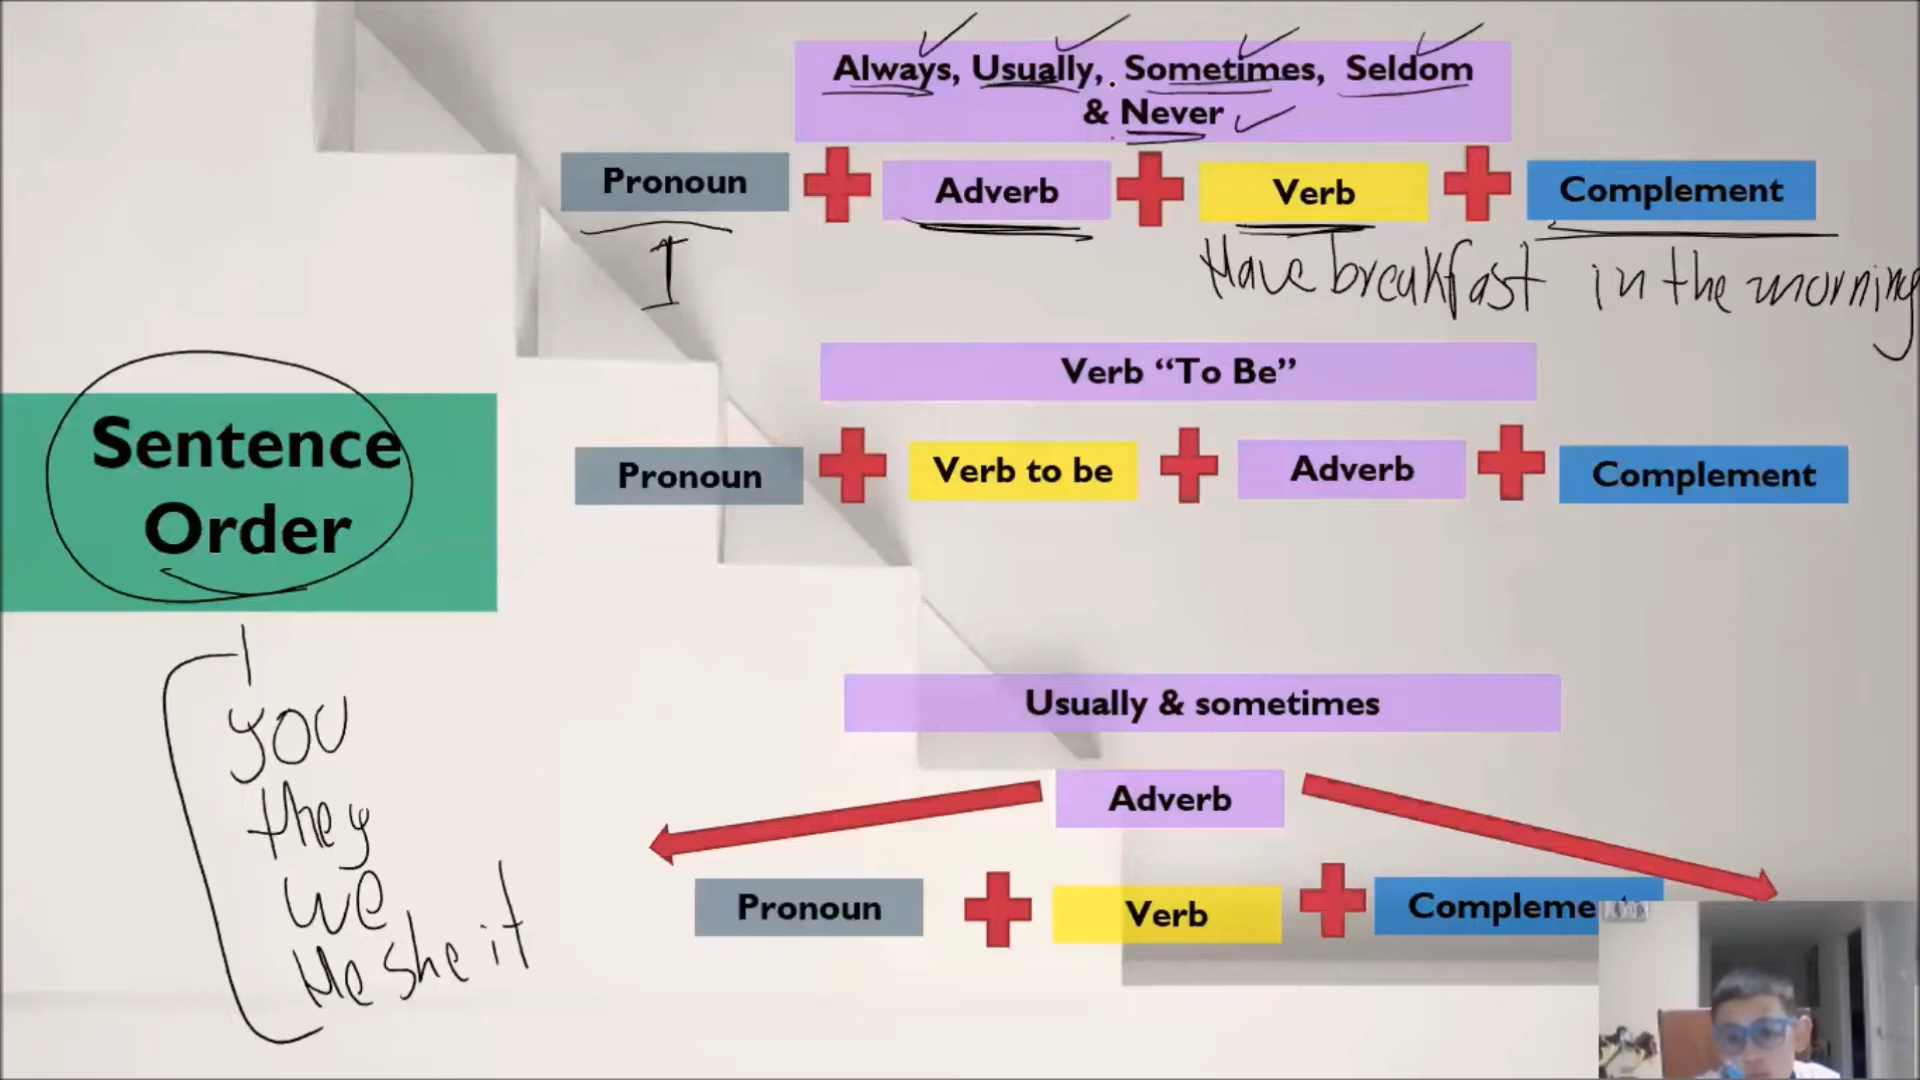 Always, Usually, Sometimes, Seldom
& Never
Pronoun + Adverb + Verb + Complement
I Have breakfast in the morning
Verb “To Be”
Pronoun + Verb to be + Adverb + Complement
Sentence
Order
Usually & sometimes
Adverb
Pronoun + Verb + Compleme
I
you
they
we
He she it